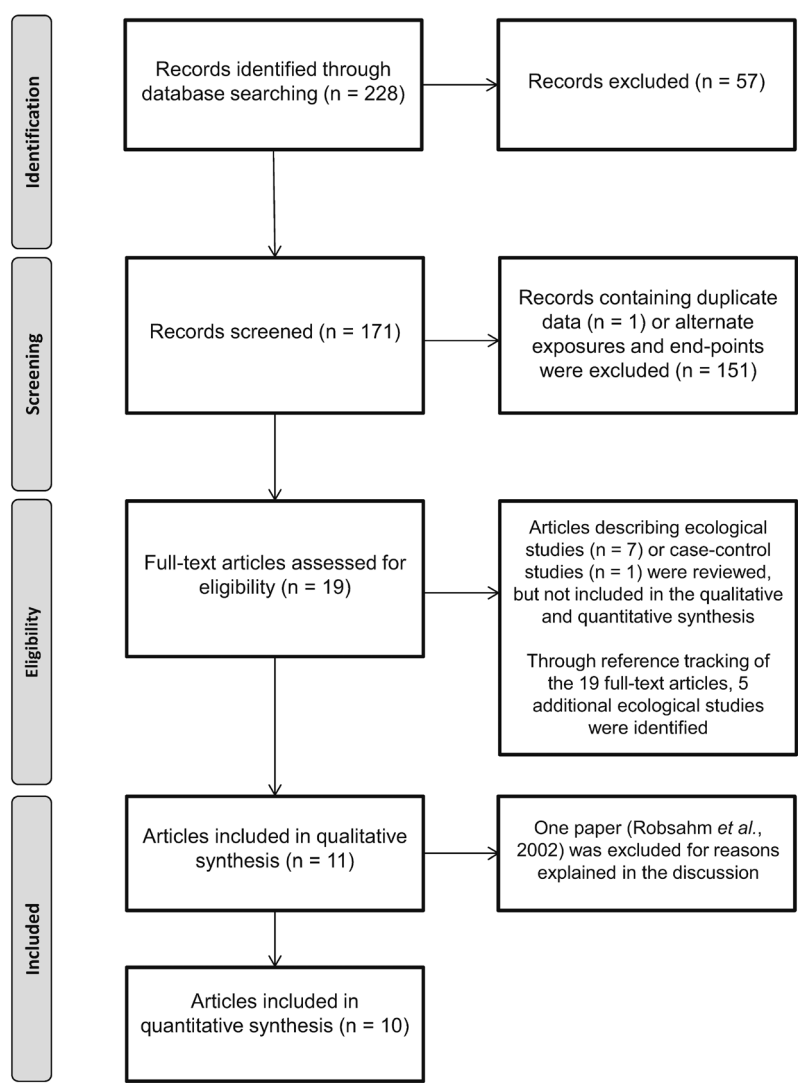 Identification
Records identified through
database searching (n = 228)
Records excluded (n = 57)
Screening
Records screened (n = 171)
Records containing duplicate
data (n = 1) or alternate
exposures and end-points
were excluded (n = 151)
Eligibility
Full-text articles assessed for
eligibility (n = 19)
Articles describing ecological
studies (n = 7) or case-control
studies (n = 1) were reviewed,
but not included in the qualitative
and quantitative synthesis
Through reference tracking of
the 19 full-text articles, 5
additional ecological studies
were identified
Included
Articles included in qualitative
synthesis (n = 11)
One paper (Robsahm et al.,
2002) was excluded for reasons
explained in the discussion
Articles included in
quantitative synthesis (n = 10)